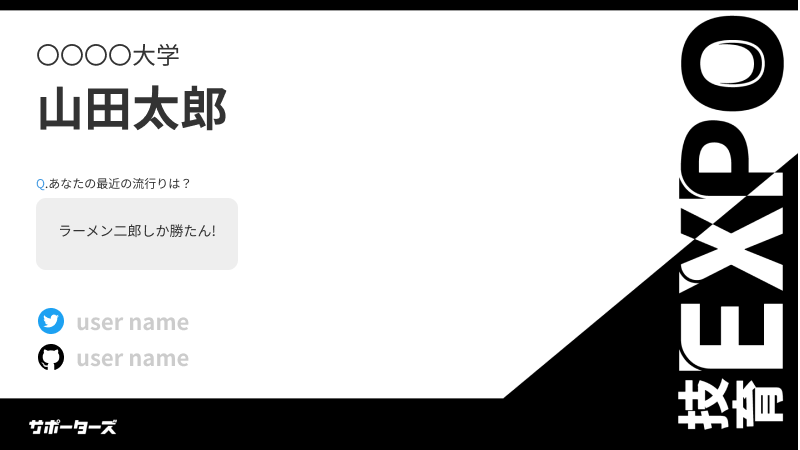 〇〇〇〇大学
山田太郎
Q.あなたの最近の流行りは？
ラーメン二郎しか勝たん!
user name
user name
サポーターズ
技育EXPO